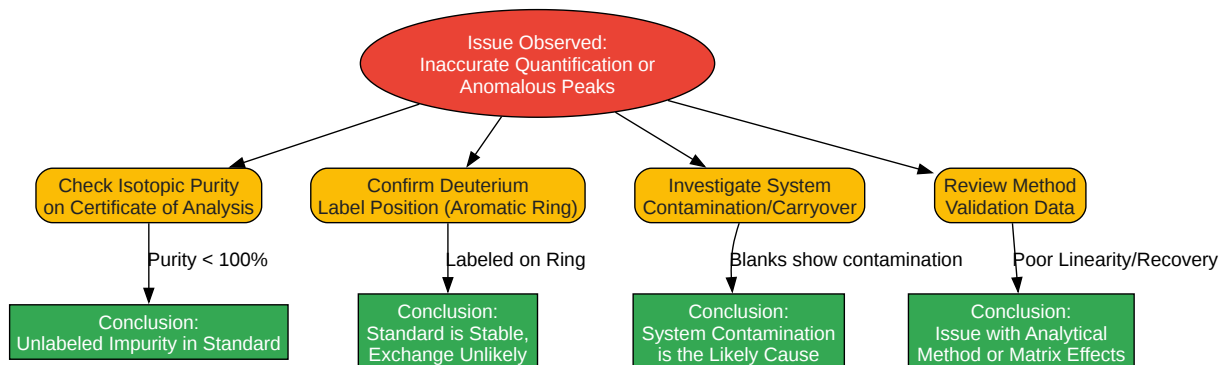 Issue Observed:
Inaccurate Quantification or
Anomalous Peaks
Check Isotopic Purity
on Certificate of Analysis
Confirm Deuterium
Label Position (Aromatic Ring)
Investigate System
Contamination/Carryover
Review Method
Validation Data
Purity < 100%
Labeled on Ring
Blanks show contamination
Poor Linearity/Recovery
Conclusion:
Unlabeled Impurity in Standard
Conclusion:
Standard is Stable,
Exchange Unlikely
Conclusion:
System Contamination
is the Likely Cause
Conclusion:
Issue with Analytical
Method or Matrix Effects